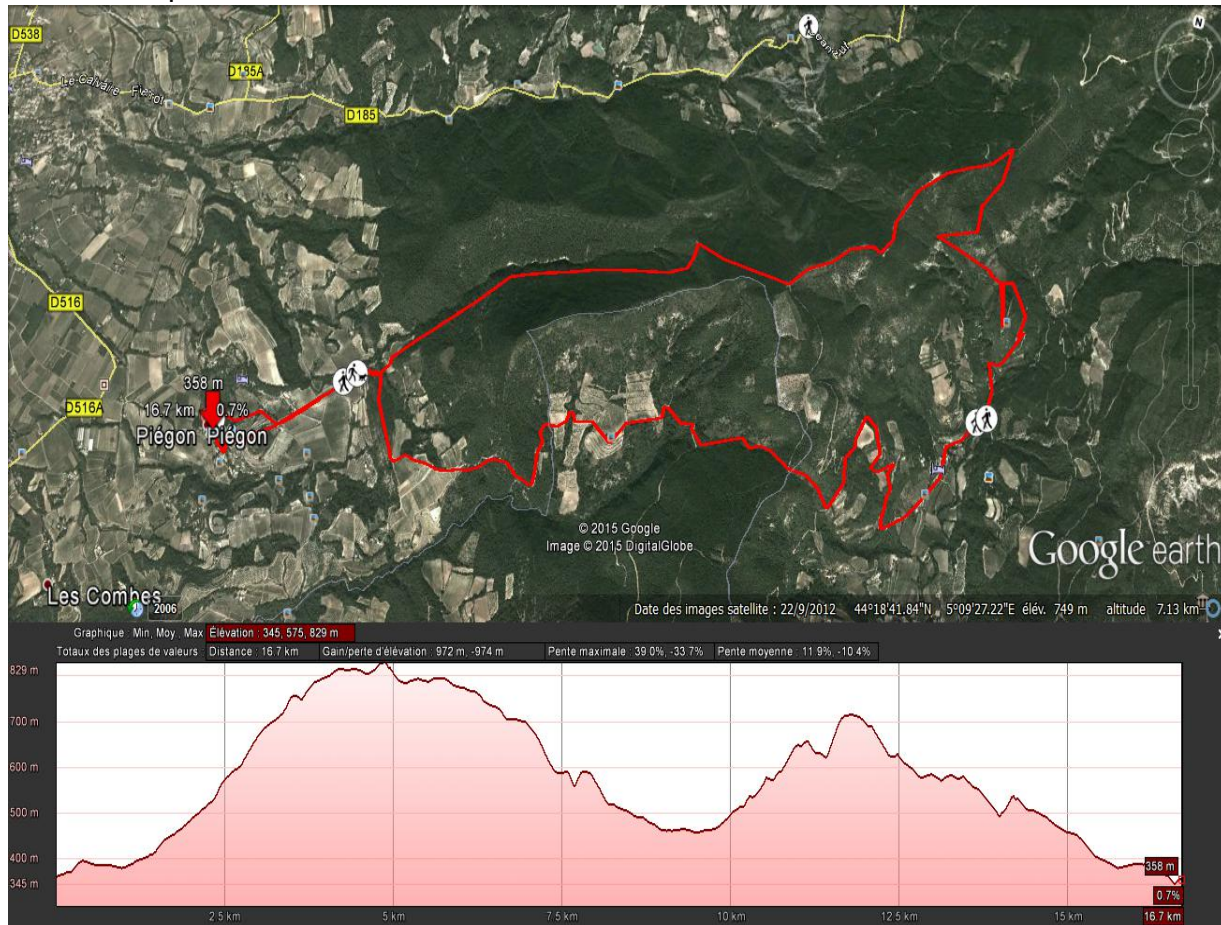 D538
D185A
Le Calvaire
Fierot
D185
N
D516
358 m
D516A
16.7 km 0.7%
Piégon Piégon
© 2015 Google
Image © 2015 DigitalGlobe
Google earth
Les Combes
2006
Date des images satellite : 22/9/2012 44°18'41.84"N 5°09'27.22"E élév. 749 m altitude 7.13 km
Graphique : Min, Moy, Max Élévation : 345, 575, 829 m
Totaux des plages de valeurs Distance : 16.7 km Gain/perte d'élévation : 972 m, -974 m Pente maximale : 39.0%, -33.7% Pente moyenne : 11.9%, -10.4%
829 m
700 m
600 m
500 m
400 m
345 m
358 m
0.7%
2'5 km 5 km 7'5 km 10 km 12'5 km 15 km 16.7 km